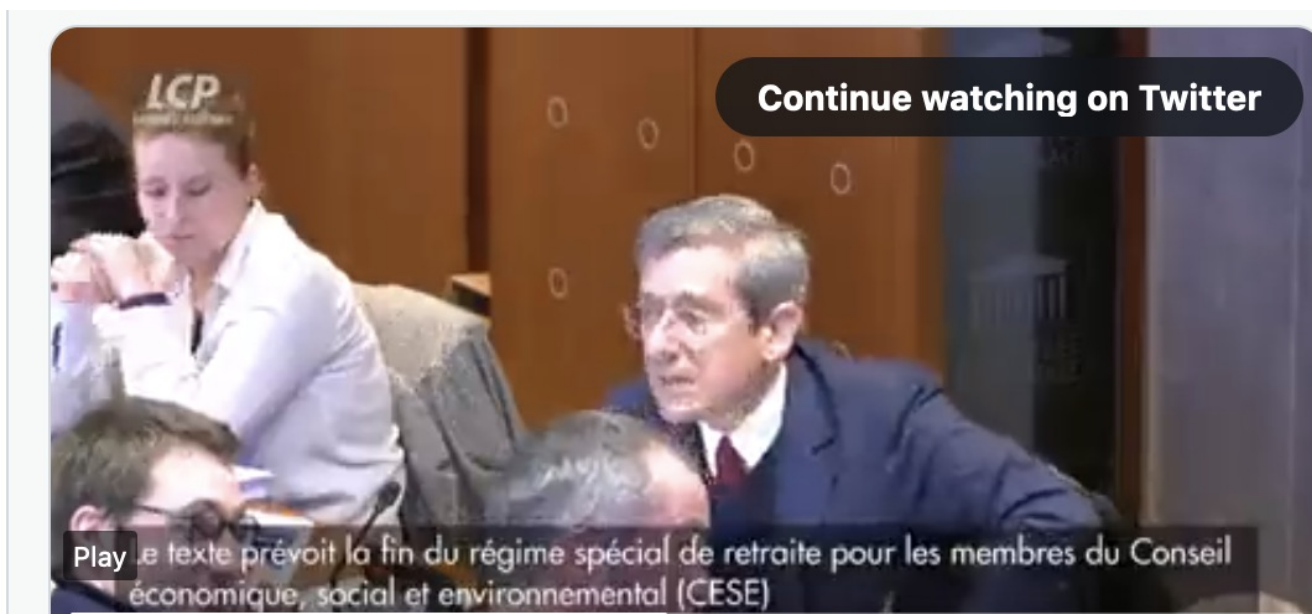 LCP
Continue watching on Twitter
Play
Le texte prévoit la fin du régime spécial de retraite pour les membres du Conseil
économique, social et environnemental (CESE)